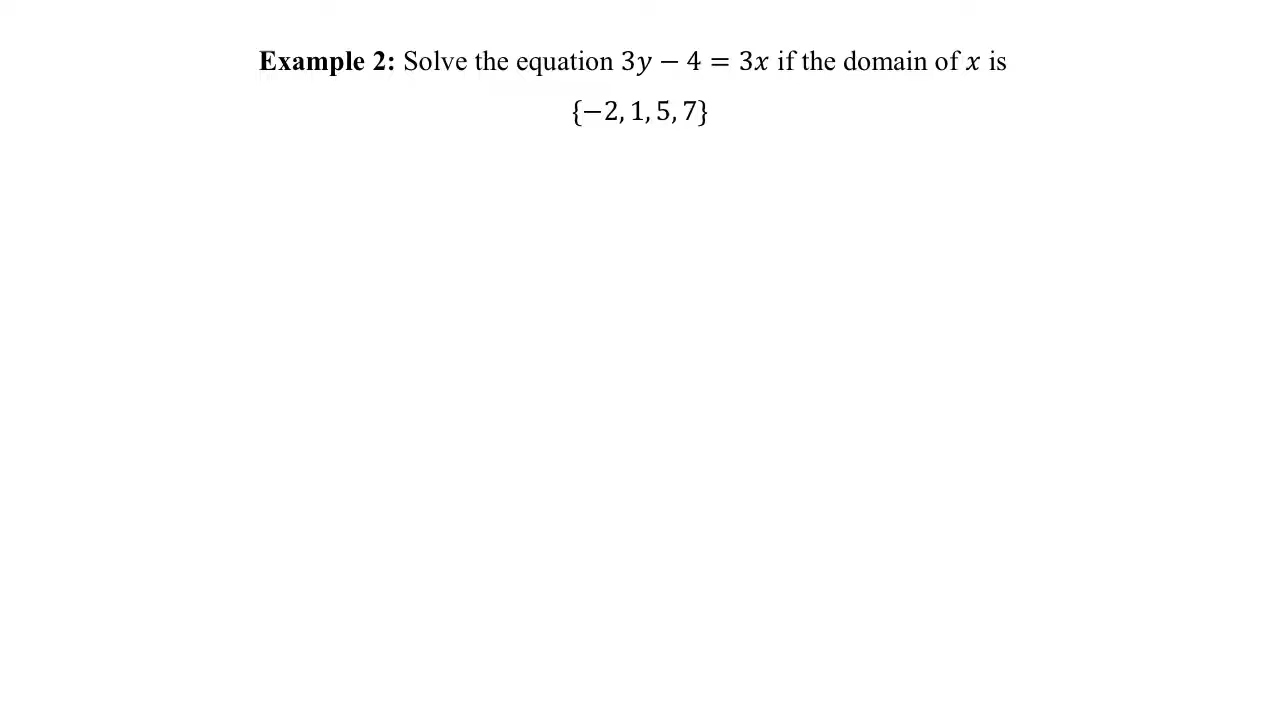 Example 2: Solve the equation 3𝑦 − 4 = 3𝑥 if the domain of 𝑥 is
{−2, 1, 5, 7}